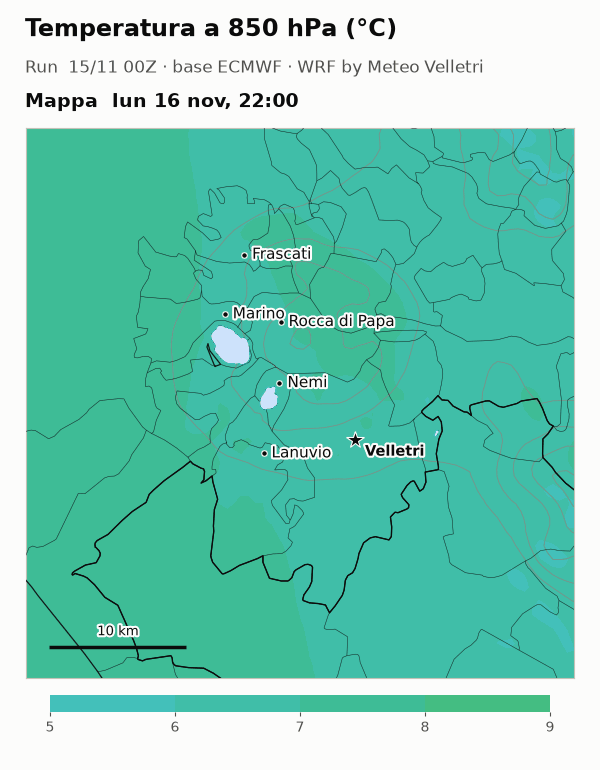 Temperatura a 850 hPa (°C)
Run  15/11 00Z · base ECMWF · WRF by Meteo Velletri
Mappa  lun 16 nov, 22:00
Frascati
Marino
Rocca di Papa
Nemi
Velletri
Lanuvio
10 km
5 6 7 8 9